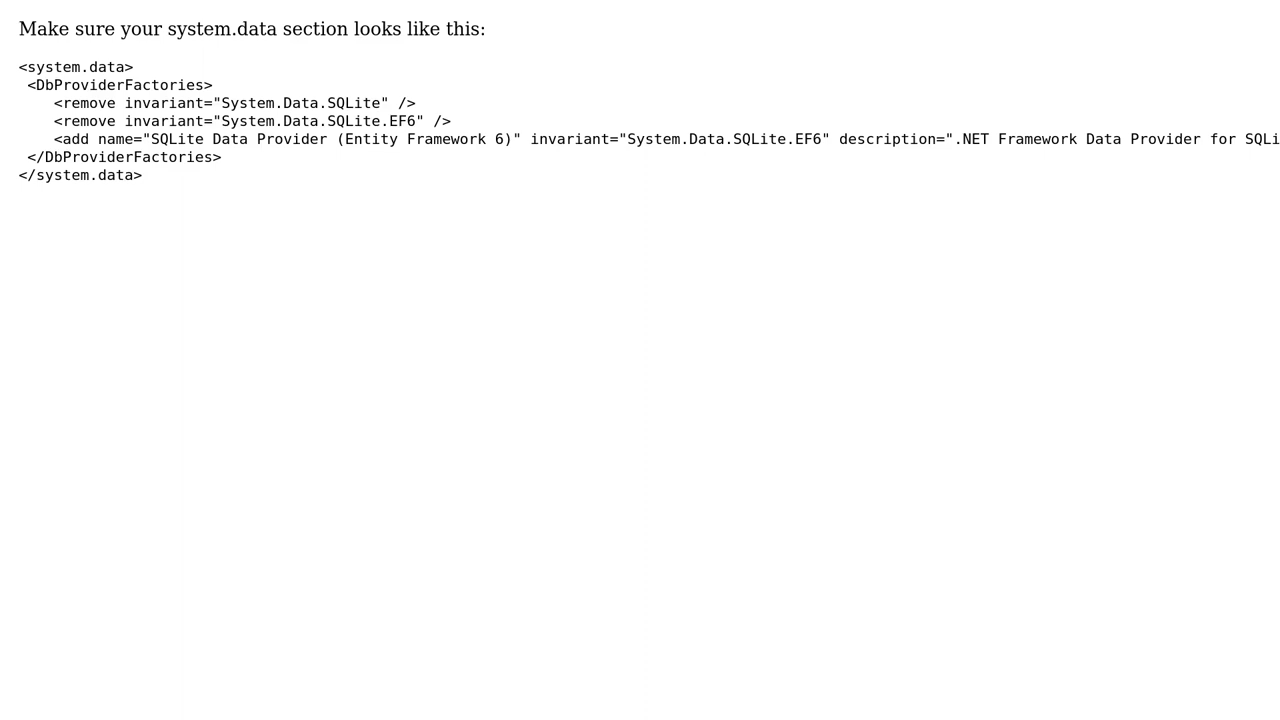 Make sure your system.data section looks like this:
<system.data>
<DbProviderFactories>
<remove invariant="System.Data.SQLite" />
<remove invariant="System.Data.SQLite.EF6" />
<add name="SQLite Data Provider (Entity Framework 6)" invariant="System.Data.SQLite.EF6" description=".NET Framework Data Provider for SQLi
</DbProviderFactories>
</system.data>